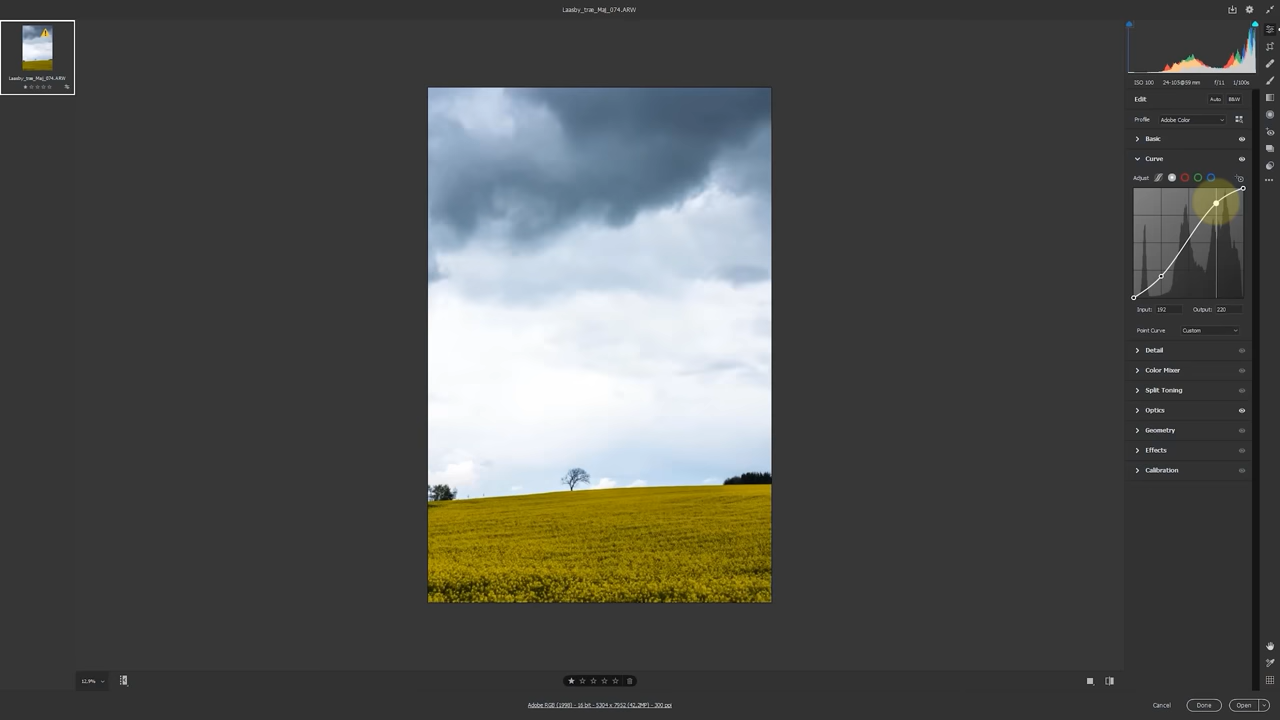 Laasby_træ_Maj_074.ARW
Laasby_træ_Maj_074.ARW
ISO 100 24-105@59 mm f/11 1/100s
Edit Auto B&W
Profile Adobe Color
Basic
Curve
Adjust
Input: 192 Output: 220
Point Curve Custom
Detail
Color Mixer
Split Toning
Optics
Geometry
Effects
Calibration
12,9%
Adobe RGB (1998) - 16 bit - 5304 x 7952 (42.2MP) - 300 ppi
Cancel Done Open